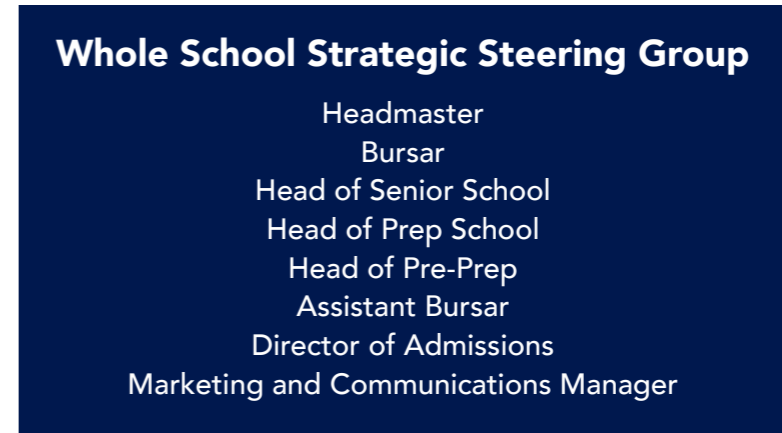 Whole School Strategic Steering Group
Headmaster
Bursar
Head of Senior School
Head of Prep School
Head of Pre-Prep
Assistant Bursar
Director of Admissions
Marketing and Communications Manager